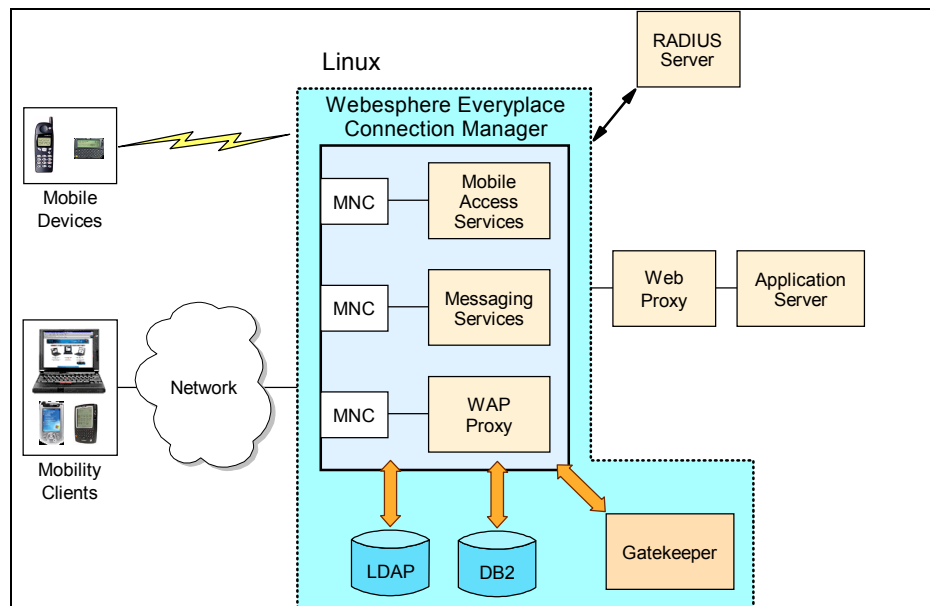 RADIUS
Server
Linux
Webesphere Everyplace
Connection Manager
Mobile
Devices
MNC
Mobile
Access
Services
MNC
Messaging
Services
Web
Proxy
Application
Server
Network
MNC
WAP
Proxy
Mobility
Clients
LDAP
DB2
Gatekeeper